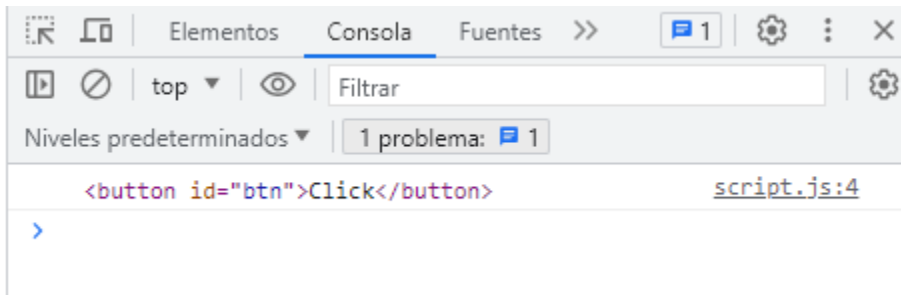 Elementos Consola Fuentes 1
top Filtrar
Niveles predeterminados 1 problema: 1
<button id="btn">Click</button> script.js:4